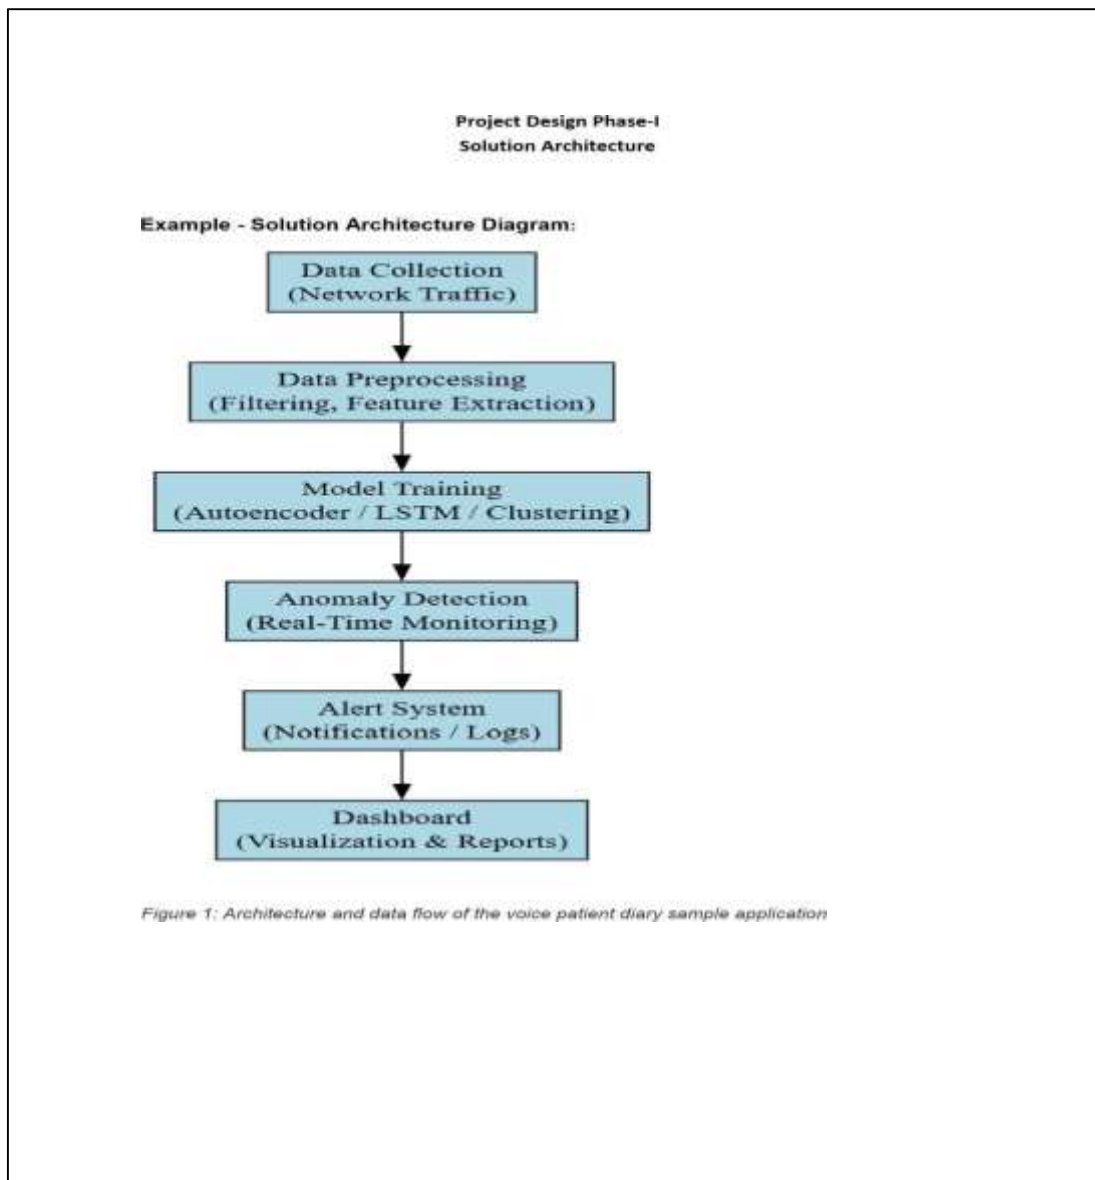 Project Design Phase-I
Solution Architecture
Example - Solution Architecture Diagram:
Data Collection
(Network Traffic)
Data Preprocessing
(Filtering, Feature Extraction)
Model Training
(Autoencoder / LSTM / Clustering)
Anomaly Detection
(Real-Time Monitoring)
Alert System
(Notifications / Logs)
Dashboard
(Visualization & Reports)
Figure 1: Architecture and data flow of the voice patient diary sample application